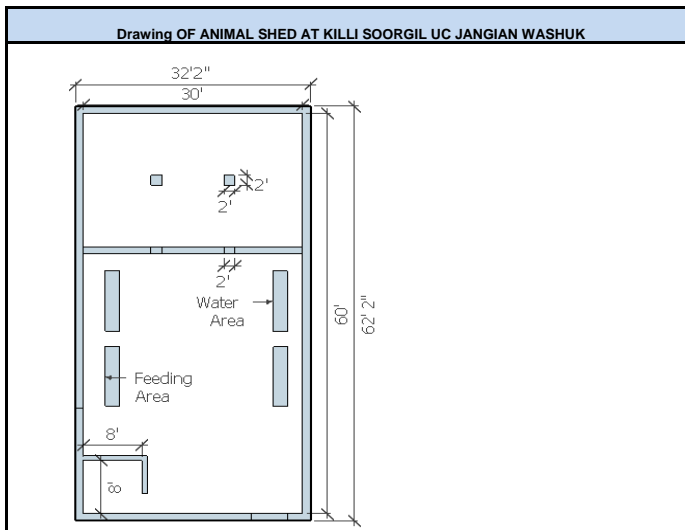 Drawing OF ANIMAL SHED AT KILLI SOORGIL UC JANGIAN WASHUK
32'2"
30'
2'
2'
2'
Water
Area
60'
62' 2"
Feeding
Area
8'
8'